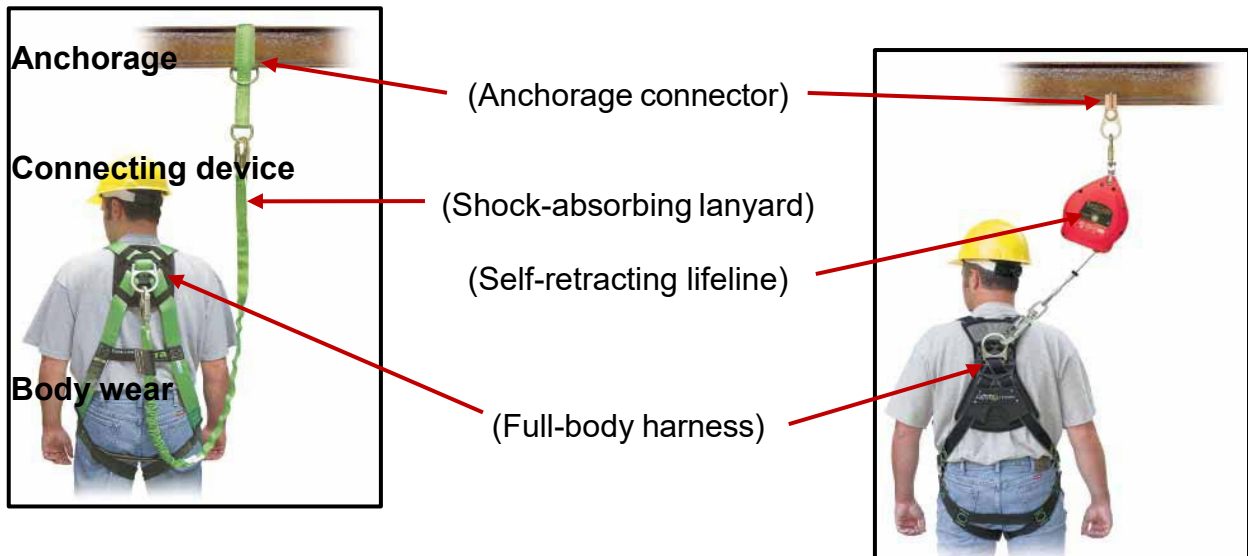 Anchorage
(Anchorage connector)
Connecting device
(Shock-absorbing lanyard)
(Self-retracting lifeline)
Body wear
(Full-body harness)